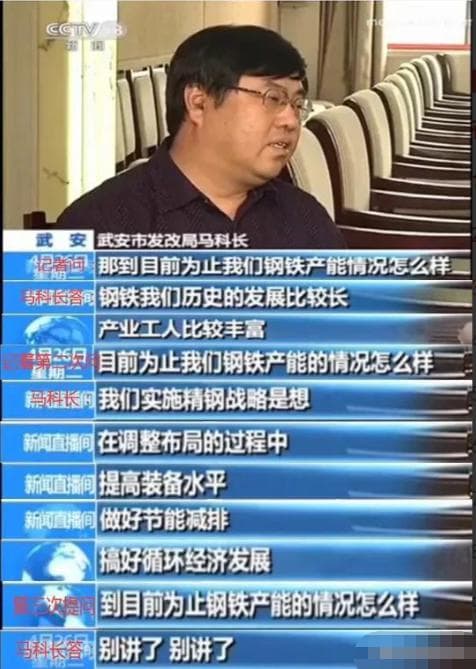 CCTV 13
新闻
武安 武安市发改局马科长
记者问 那到目前为止我们钢铁产能情况怎么样
马科长答 钢铁我们历史的发展比较长
产业工人比较丰富
记者第二次问 目前为止我们钢铁产能的情况怎么样
马科长 我们实施精钢战略是想
新闻直播间 在调整布局的过程中
新闻直播间 提高装备水平
新闻直播间 做好节能减排
搞好循环经济发展
第三次提问 到目前为止钢铁产能的情况怎么样
马科长答 别讲了 别讲了